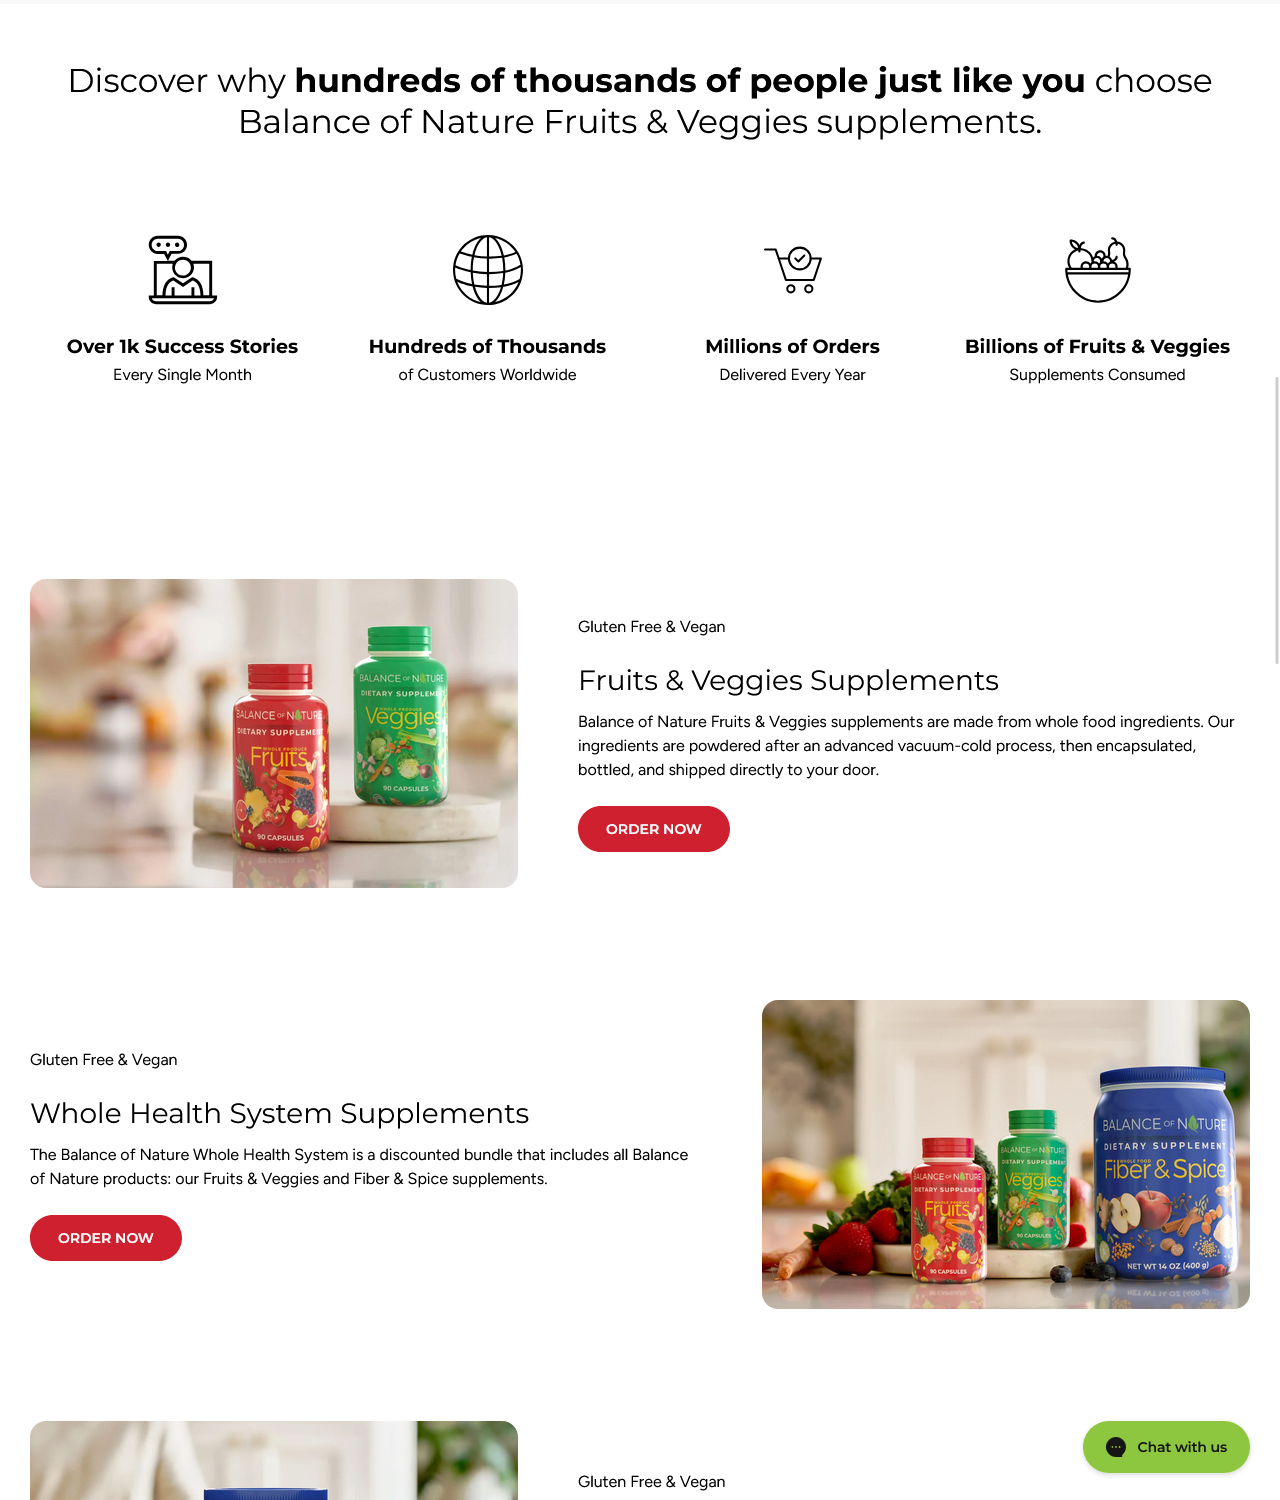 Discover why hundreds of thousands of people just like you choose
Balance of Nature Fruits & Veggies supplements.
Over 1k Success Stories
Every Single Month
Hundreds of Thousands
of Customers Worldwide
Millions of Orders
Delivered Every Year
Billions of Fruits & Veggies
Supplements Consumed
BALANCE OF NATURE
DIETARY SUPPLEMENT
WHOLE PRODUCE
Fruits
90 CAPSULES
BALANCE OF NATURE
DIETARY SUPPLEMENT
WHOLE PRODUCE
Veggies
90 CAPSULES
Gluten Free & Vegan
Fruits & Veggies Supplements
Balance of Nature Fruits & Veggies supplements are made from whole food ingredients. Our
ingredients are powdered after an advanced vacuum-cold process, then encapsulated,
bottled, and shipped directly to your door.
ORDER NOW
Gluten Free & Vegan
Whole Health System Supplements
The Balance of Nature Whole Health System is a discounted bundle that includes all Balance
of Nature products: our Fruits & Veggies and Fiber & Spice supplements.
ORDER NOW
BALANCE OF NATURE
DIETARY SUPPLEMENT
WHOLE PRODUCE
Fruits
90 CAPSULES
BALANCE OF NATURE
DIETARY SUPPLEMENT
WHOLE PRODUCE
Veggies
90 CAPSULES
BALANCE OF NATURE
DIETARY SUPPLEMENT
WHOLE FOOD
Fiber & Spice
NET WT 14 OZ (400 g)
Gluten Free & Vegan
Chat with us